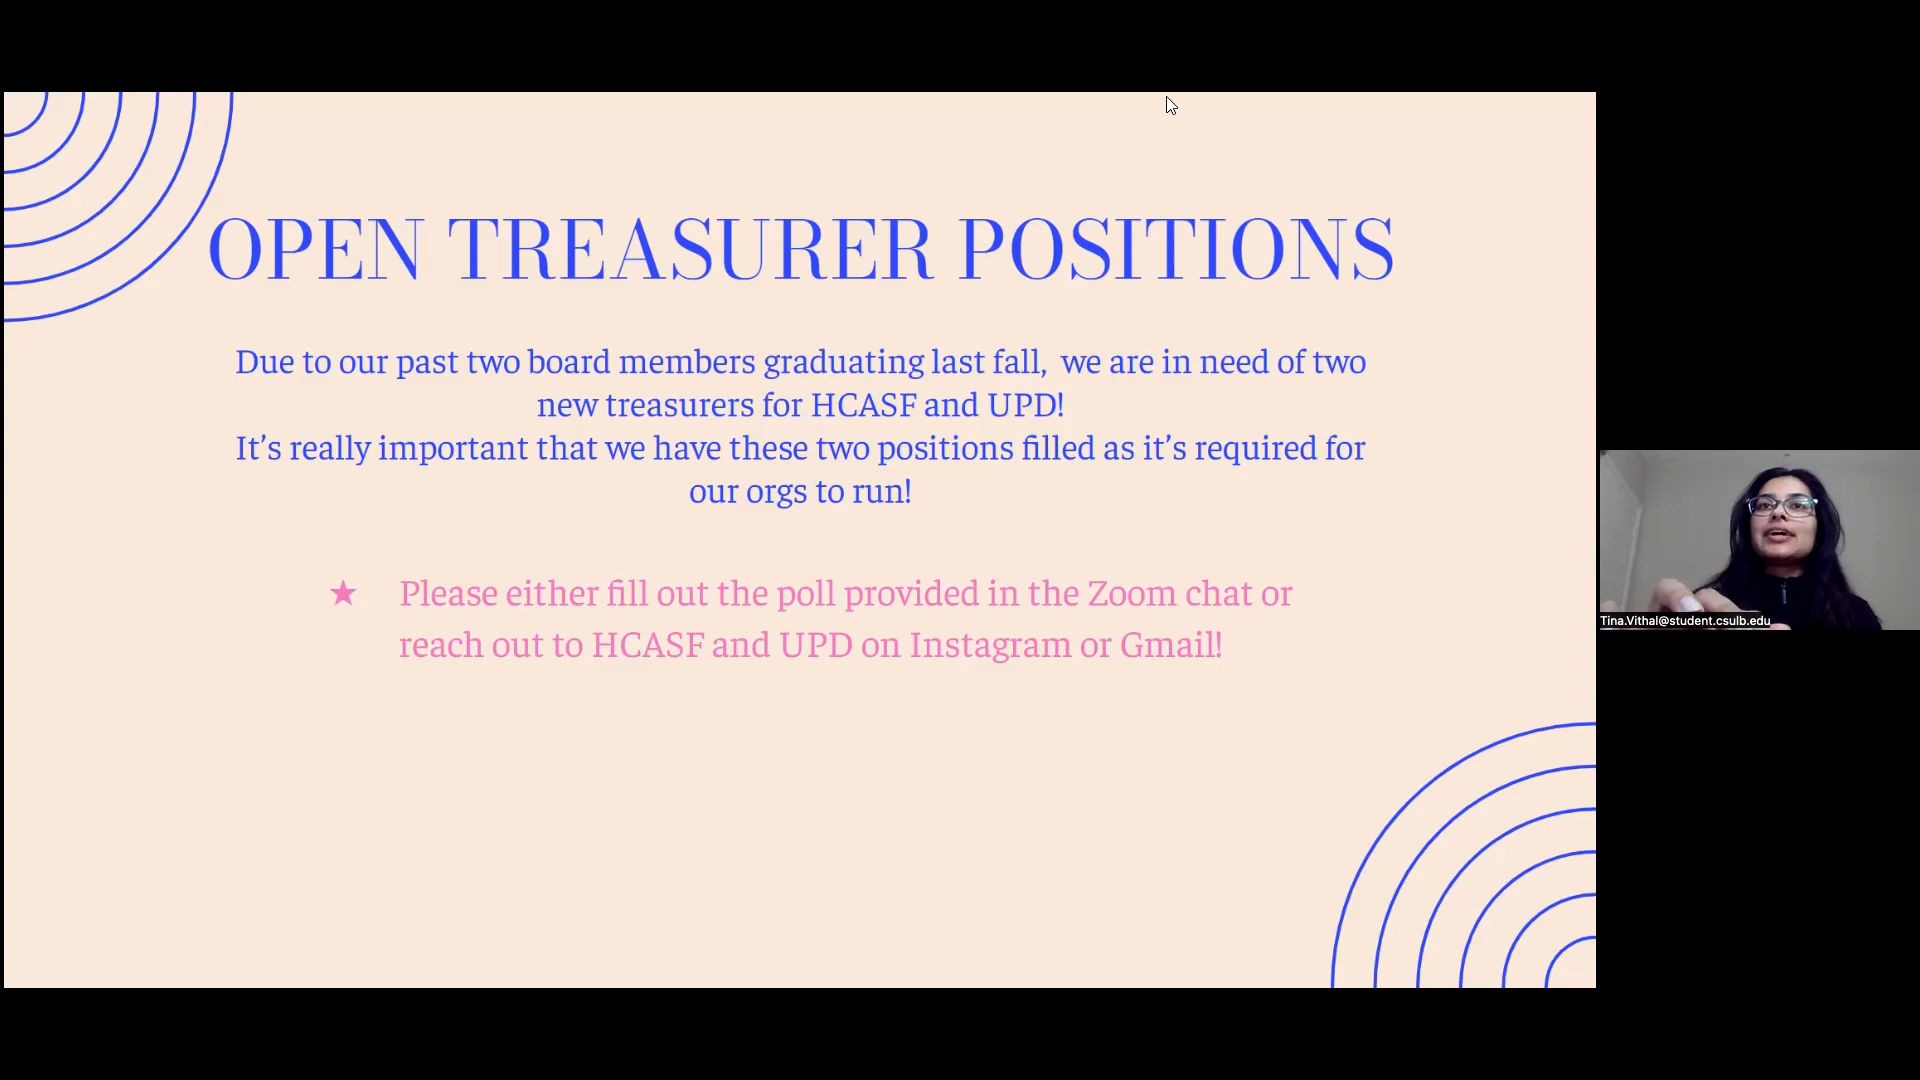 OPEN TREASURER POSITIONS
Due to our past two board members graduating last fall,  we are in need of two
new treasurers for HCASF and UPD!
It’s really important that we have these two positions filled as it’s required for
our orgs to run!
★ Please either fill out the poll provided in the Zoom chat or
reach out to HCASF and UPD on Instagram or Gmail!
Tina.Vithal@student.csulb.edu